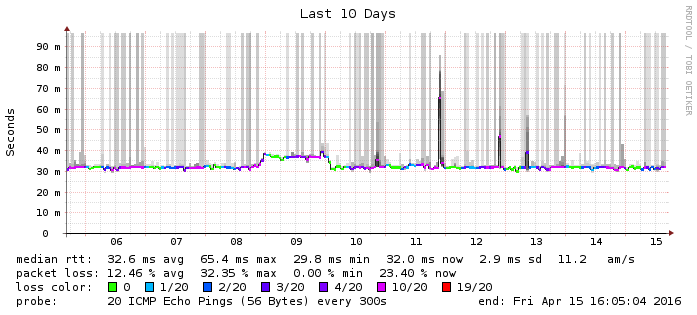 Last 10 Days
RRDTOOL / TOBI OETIKER
Seconds
90 m
80 m
70 m
60 m
50 m
40 m
30 m
20 m
10 m
0
06 07 08 09 10 11 12 13 14 15
median rtt: 32.6 ms avg 65.4 ms max 29.8 ms min 32.0 ms now 2.9 ms sd 11.2 am/s
packet loss: 12.46 % avg 32.35 % max 0.00 % min 23.40 % now
loss color: 0 1/20 2/20 3/20 4/20 10/20 19/20
probe: 20 ICMP Echo Pings (56 Bytes) every 300s end: Fri Apr 15 16:05:04 2016